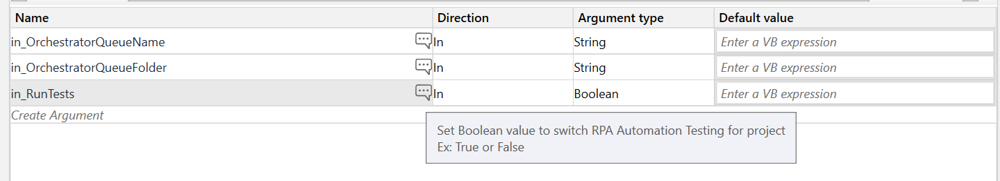 Name Direction Argument type Default value
in_OrchestratorQueueName In String Enter a VB expression
in_OrchestratorQueueFolder In String Enter a VB expression
in_RunTests In Boolean Enter a VB expression
Create Argument
Set Boolean value to switch RPA Automation Testing for project
Ex: True or False